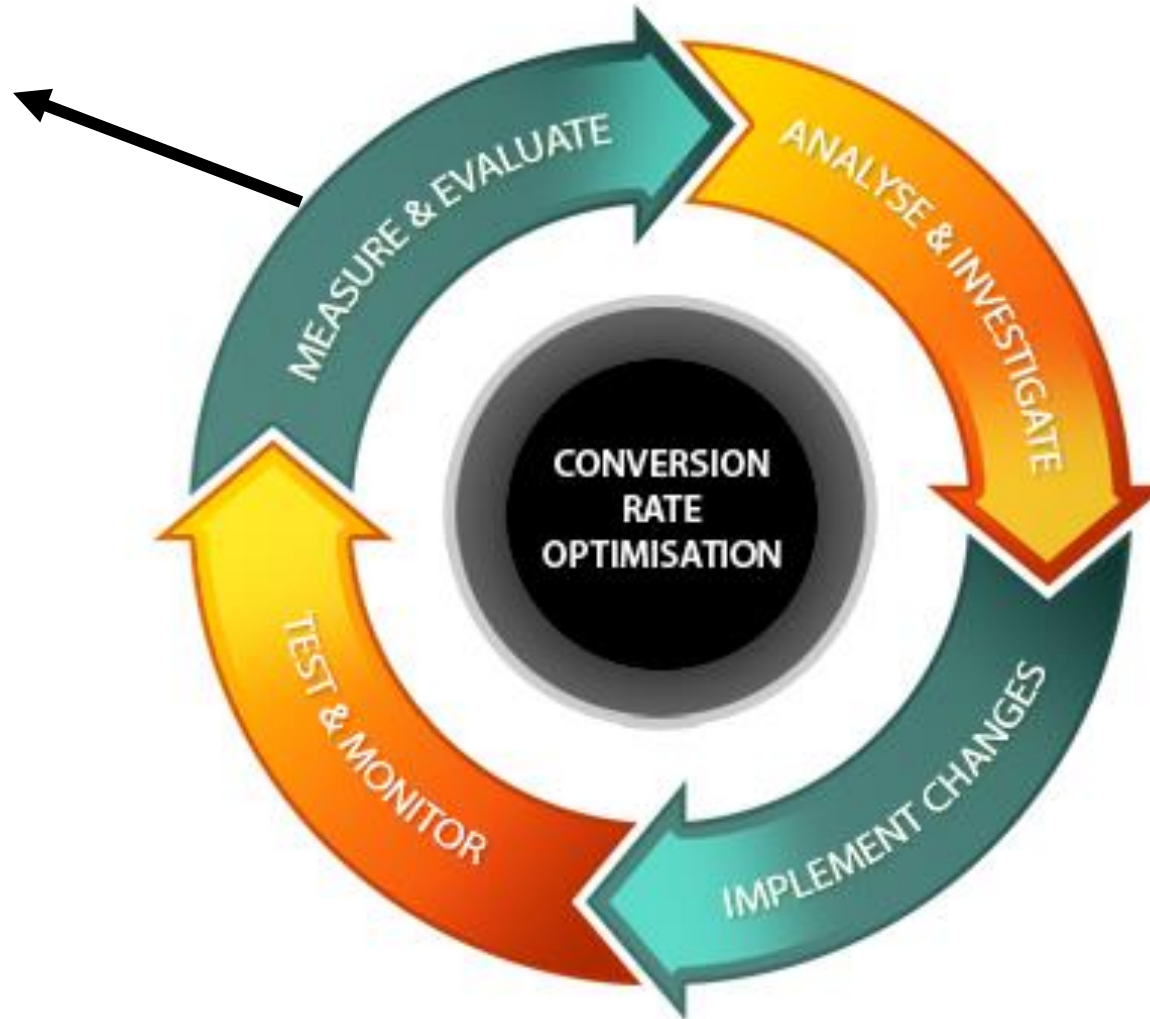 MEASURE & EVALUATE
ANALYSE & INVESTIGATE
CONVERSION
RATE
OPTIMISATION
TEST & MONITOR
IMPLEMENT CHANGES